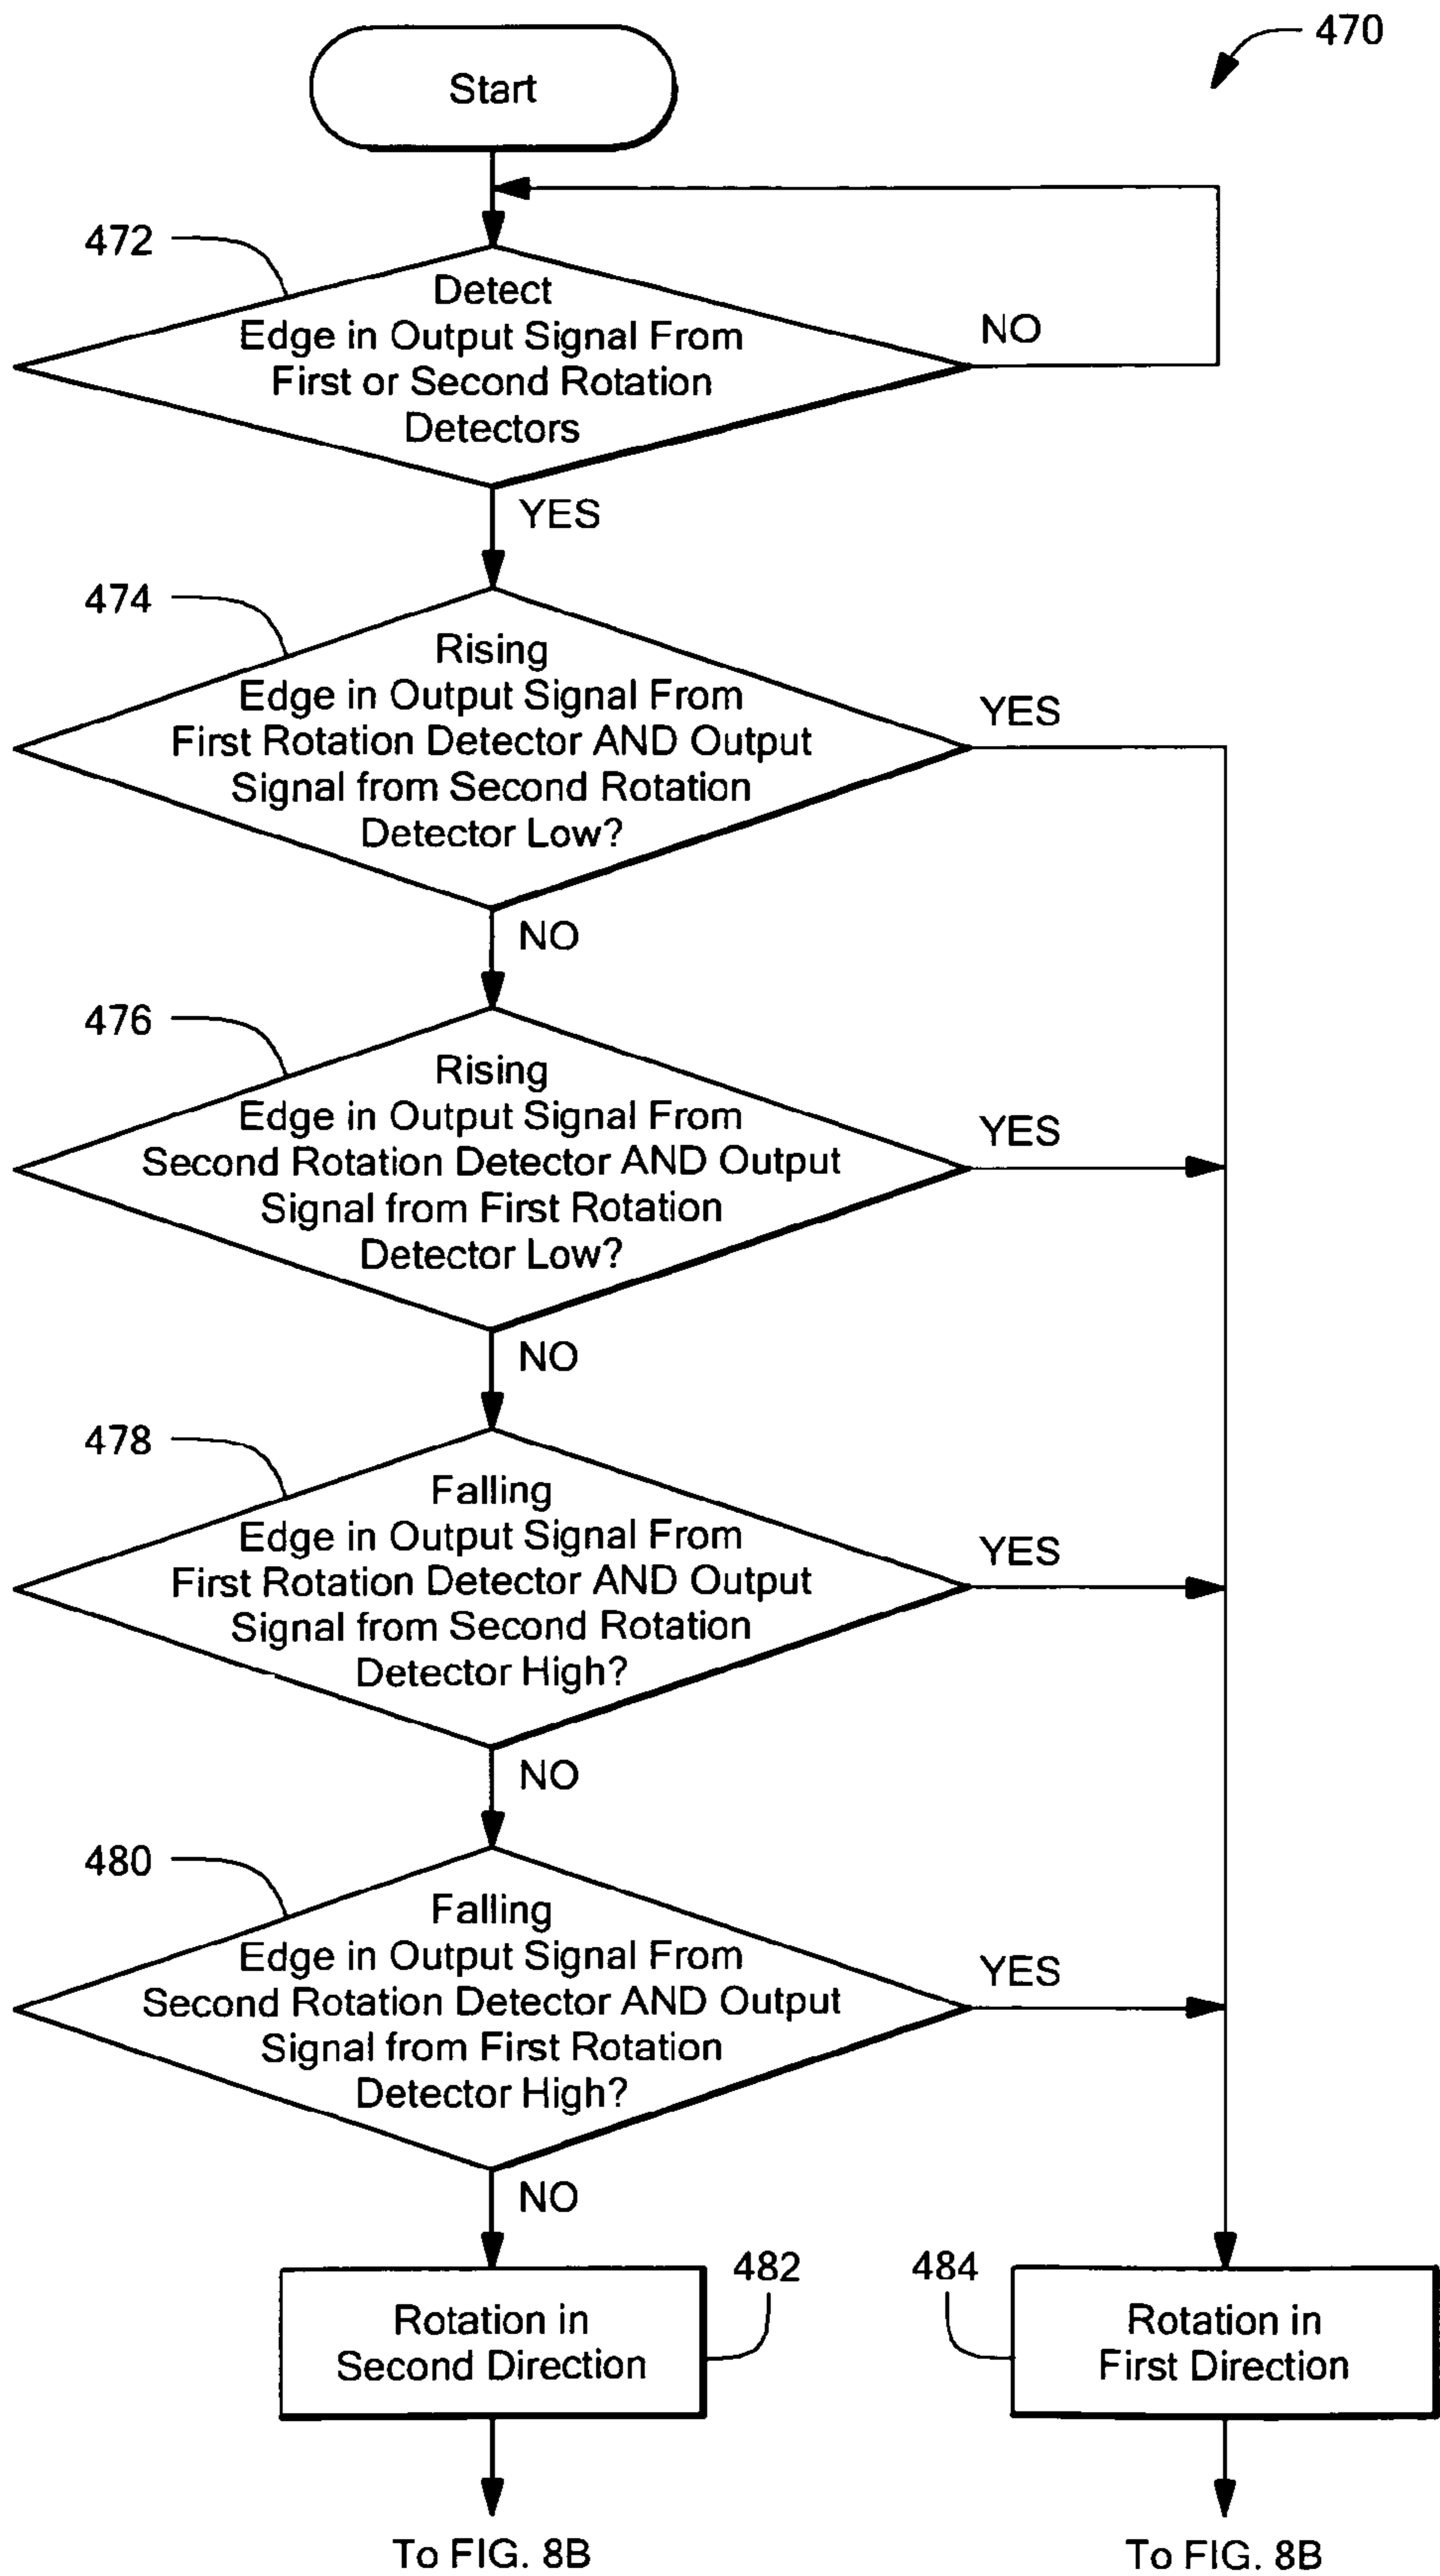 470
Start
472
Detect
Edge in Output Signal From
First or Second Rotation
Detectors
NO
YES
474
Rising
Edge in Output Signal From
First Rotation Detector AND Output
Signal from Second Rotation
Detector Low?
YES
NO
476
Rising
Edge in Output Signal From
Second Rotation Detector AND Output
Signal from First Rotation
Detector Low?
YES
NO
478
Falling
Edge in Output Signal From
First Rotation Detector AND Output
Signal from Second Rotation
Detector High?
YES
NO
480
Falling
Edge in Output Signal From
Second Rotation Detector AND Output
Signal from First Rotation
Detector High?
YES
NO
482
Rotation in
Second Direction
484
Rotation in
First Direction
To FIG. 8B
To FIG. 8B